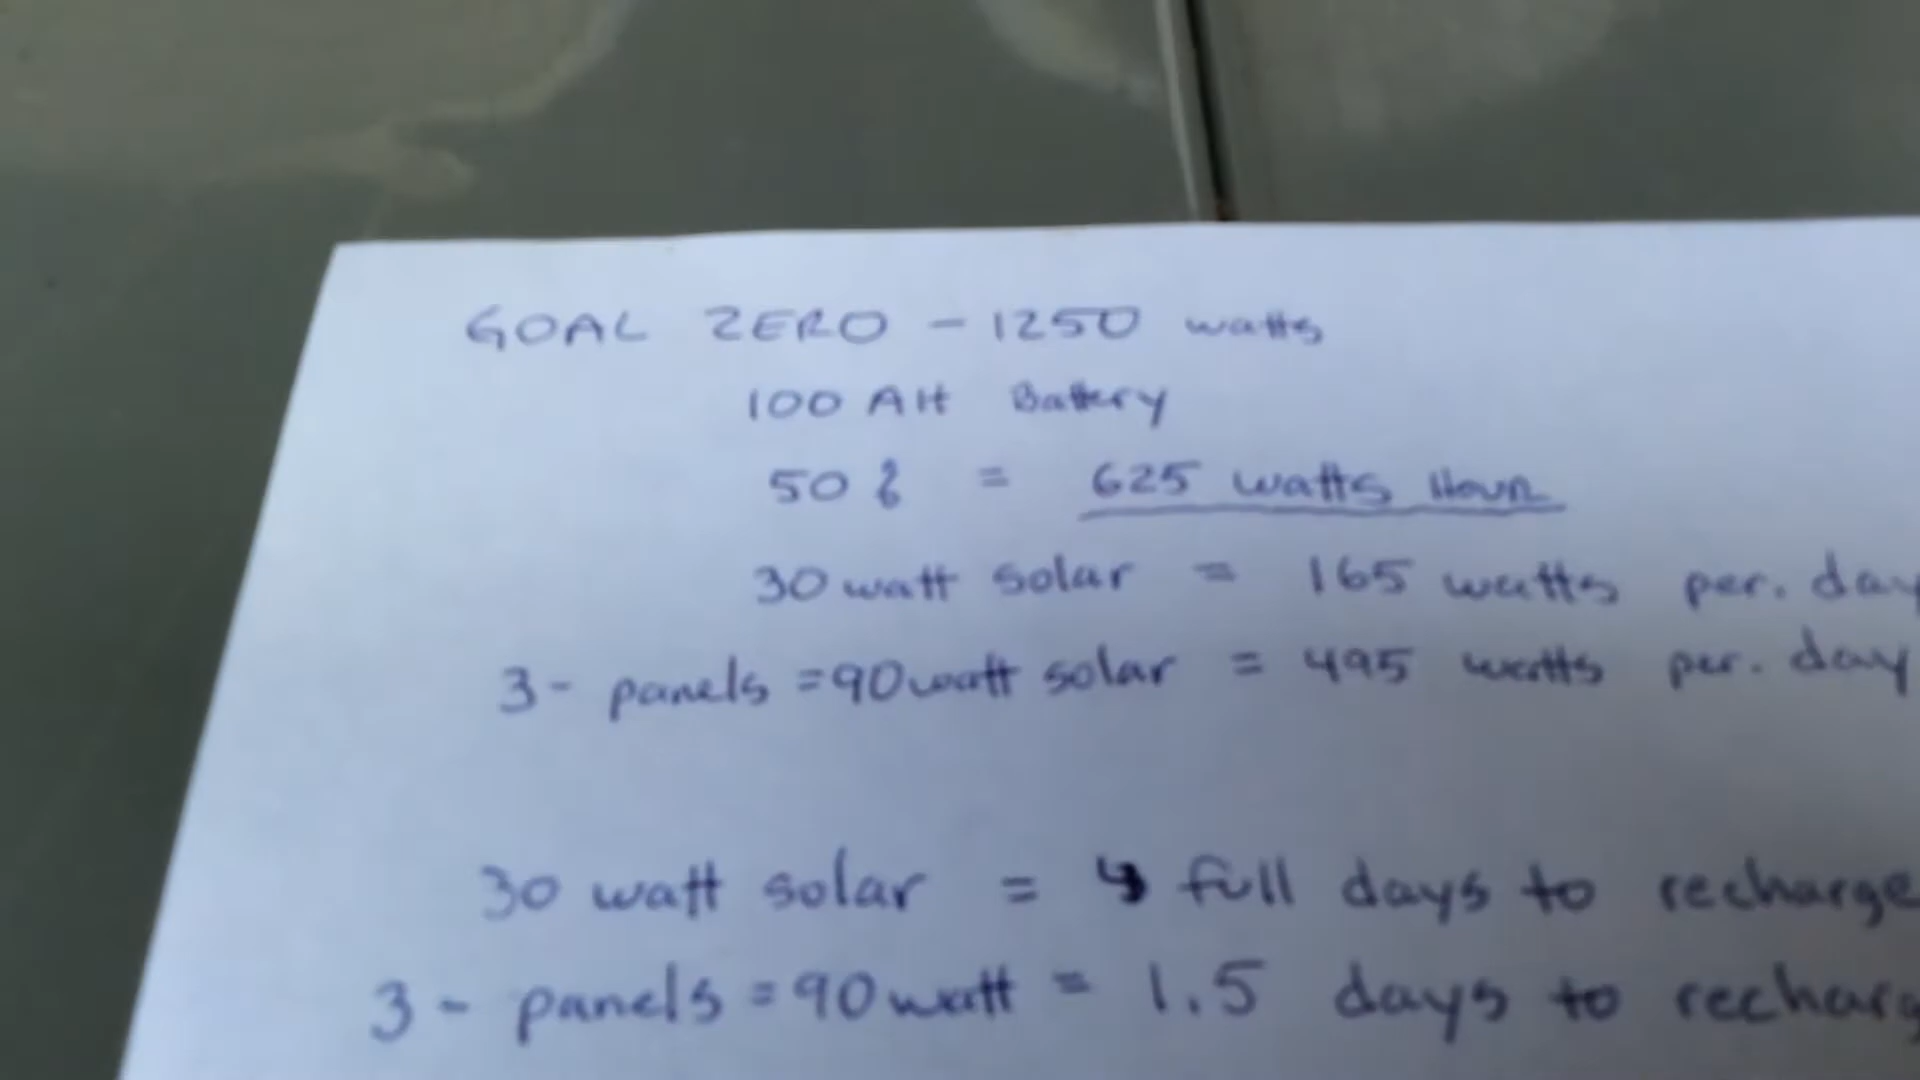 GOAL ZERO - 1250 watts
100 AH Battery
50 % = 625 watts Hour
30 watt solar = 165 watts per. day
3 - panels = 90 watt solar = 495 watts per. day
30 watt solar = 4 full days to recharge
3 - panels = 90 watt = 1.5 days to recharg